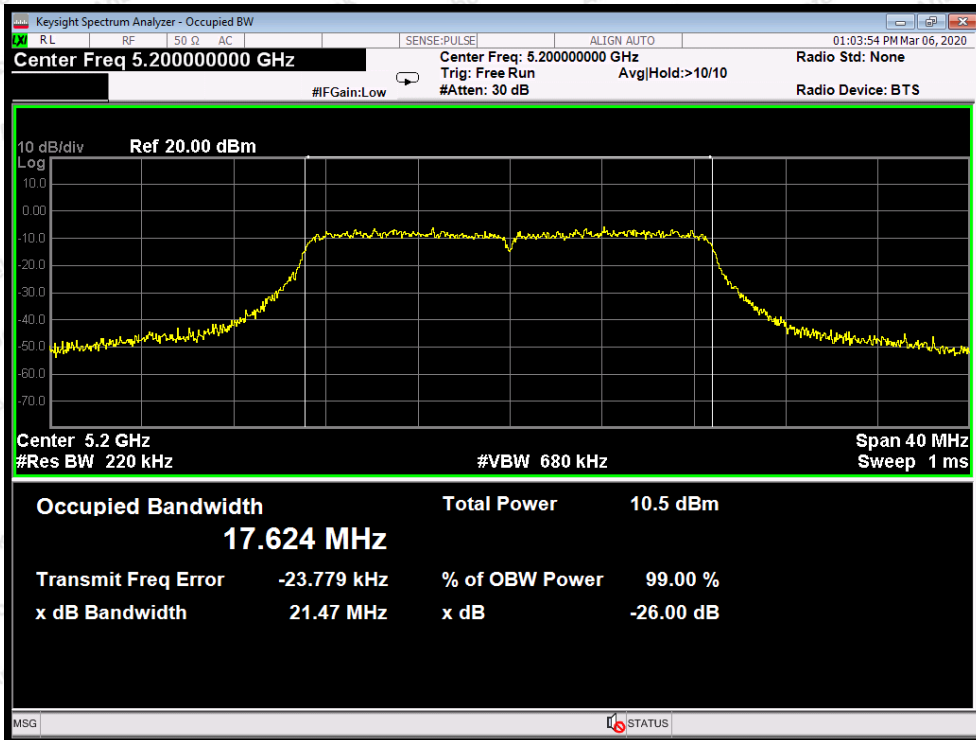 Keysight Spectrum Analyzer - Occupied BW
LXI RL RF 50 Ω AC SENSE:PULSE ALIGN AUTO 01:03:54 PM Mar 06, 2020
Center Freq 5.200000000 GHz Center Freq: 5.200000000 GHz Radio Std: None
Trig: Free Run Avg|Hold:>10/10
#IFGain:Low #Atten: 30 dB Radio Device: BTS
10 dB/div Ref 20.00 dBm
Log
10.0
0.00
-10.0
-20.0
-30.0
-40.0
-50.0
-60.0
-70.0
Center 5.2 GHz Span 40 MHz
#Res BW 220 kHz #VBW 680 kHz Sweep 1 ms
Occupied Bandwidth Total Power 10.5 dBm
17.624 MHz
Transmit Freq Error -23.779 kHz % of OBW Power 99.00 %
x dB Bandwidth 21.47 MHz x dB -26.00 dB
MSG STATUS